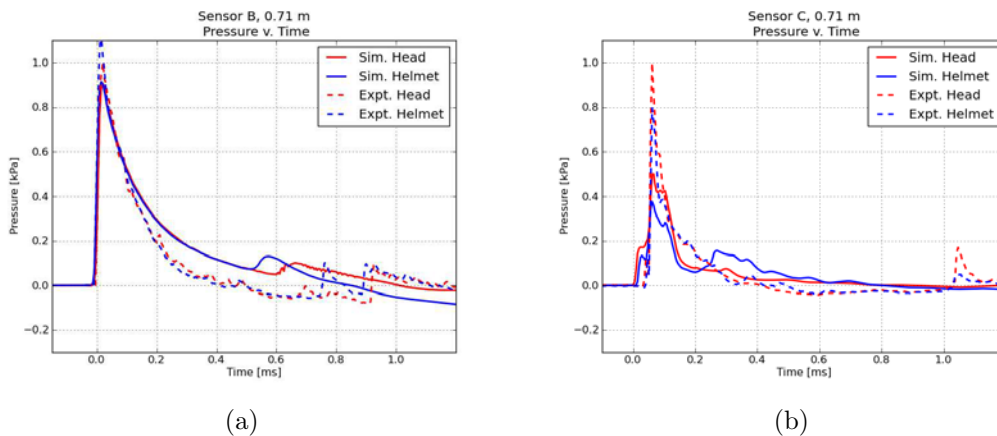 Sensor B, 0.71 m
Pressure v. Time
Sim. Head
Sim. Helmet
Expt. Head
Expt. Helmet
1.0
0.8
0.6
0.4
0.2
0.0
−0.2
Pressure [kPa]
0.0 0.2 0.4 0.6 0.8 1.0
Time [ms]
(a)
Sensor C, 0.71 m
Pressure v. Time
Sim. Head
Sim. Helmet
Expt. Head
Expt. Helmet
1.0
0.8
0.6
0.4
0.2
0.0
−0.2
Pressure [kPa]
0.0 0.2 0.4 0.6 0.8 1.0
Time [ms]
(b)